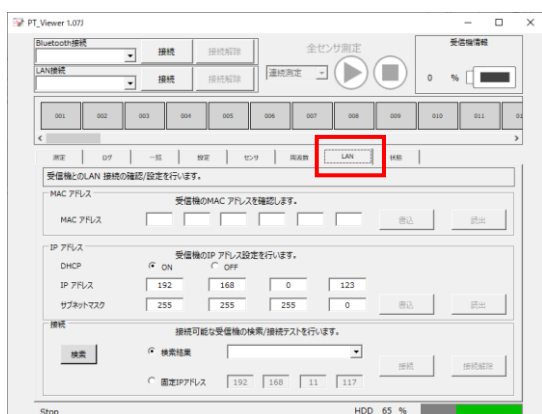 PT_Viewer 1.07J
Bluetooth接続
接続
接続解除
全センサ測定
受信機情報
LAN接続
接続
接続解除
連続測定
0 %
001 002 003 004 005 006 007 008 009 010 011 01
測定 ログ 一括 設定 センサ 周波数 LAN 状態
受信機とのLAN 接続の確認/設定を行います。
MAC アドレス
受信機のMAC アドレスを確認します。
MAC アドレス
書込 読出
IP アドレス
受信機のIP アドレス設定を行います。
DHCP ON OFF
IP アドレス 192 168 0 123
サブネットマスク 255 255 255 0 書込 読出
接続
接続可能な受信機の検索/接続テストを行います。
検索 検索結果
接続 接続解除
固定IPアドレス 192 168 11 117
Stop HDD 65 %